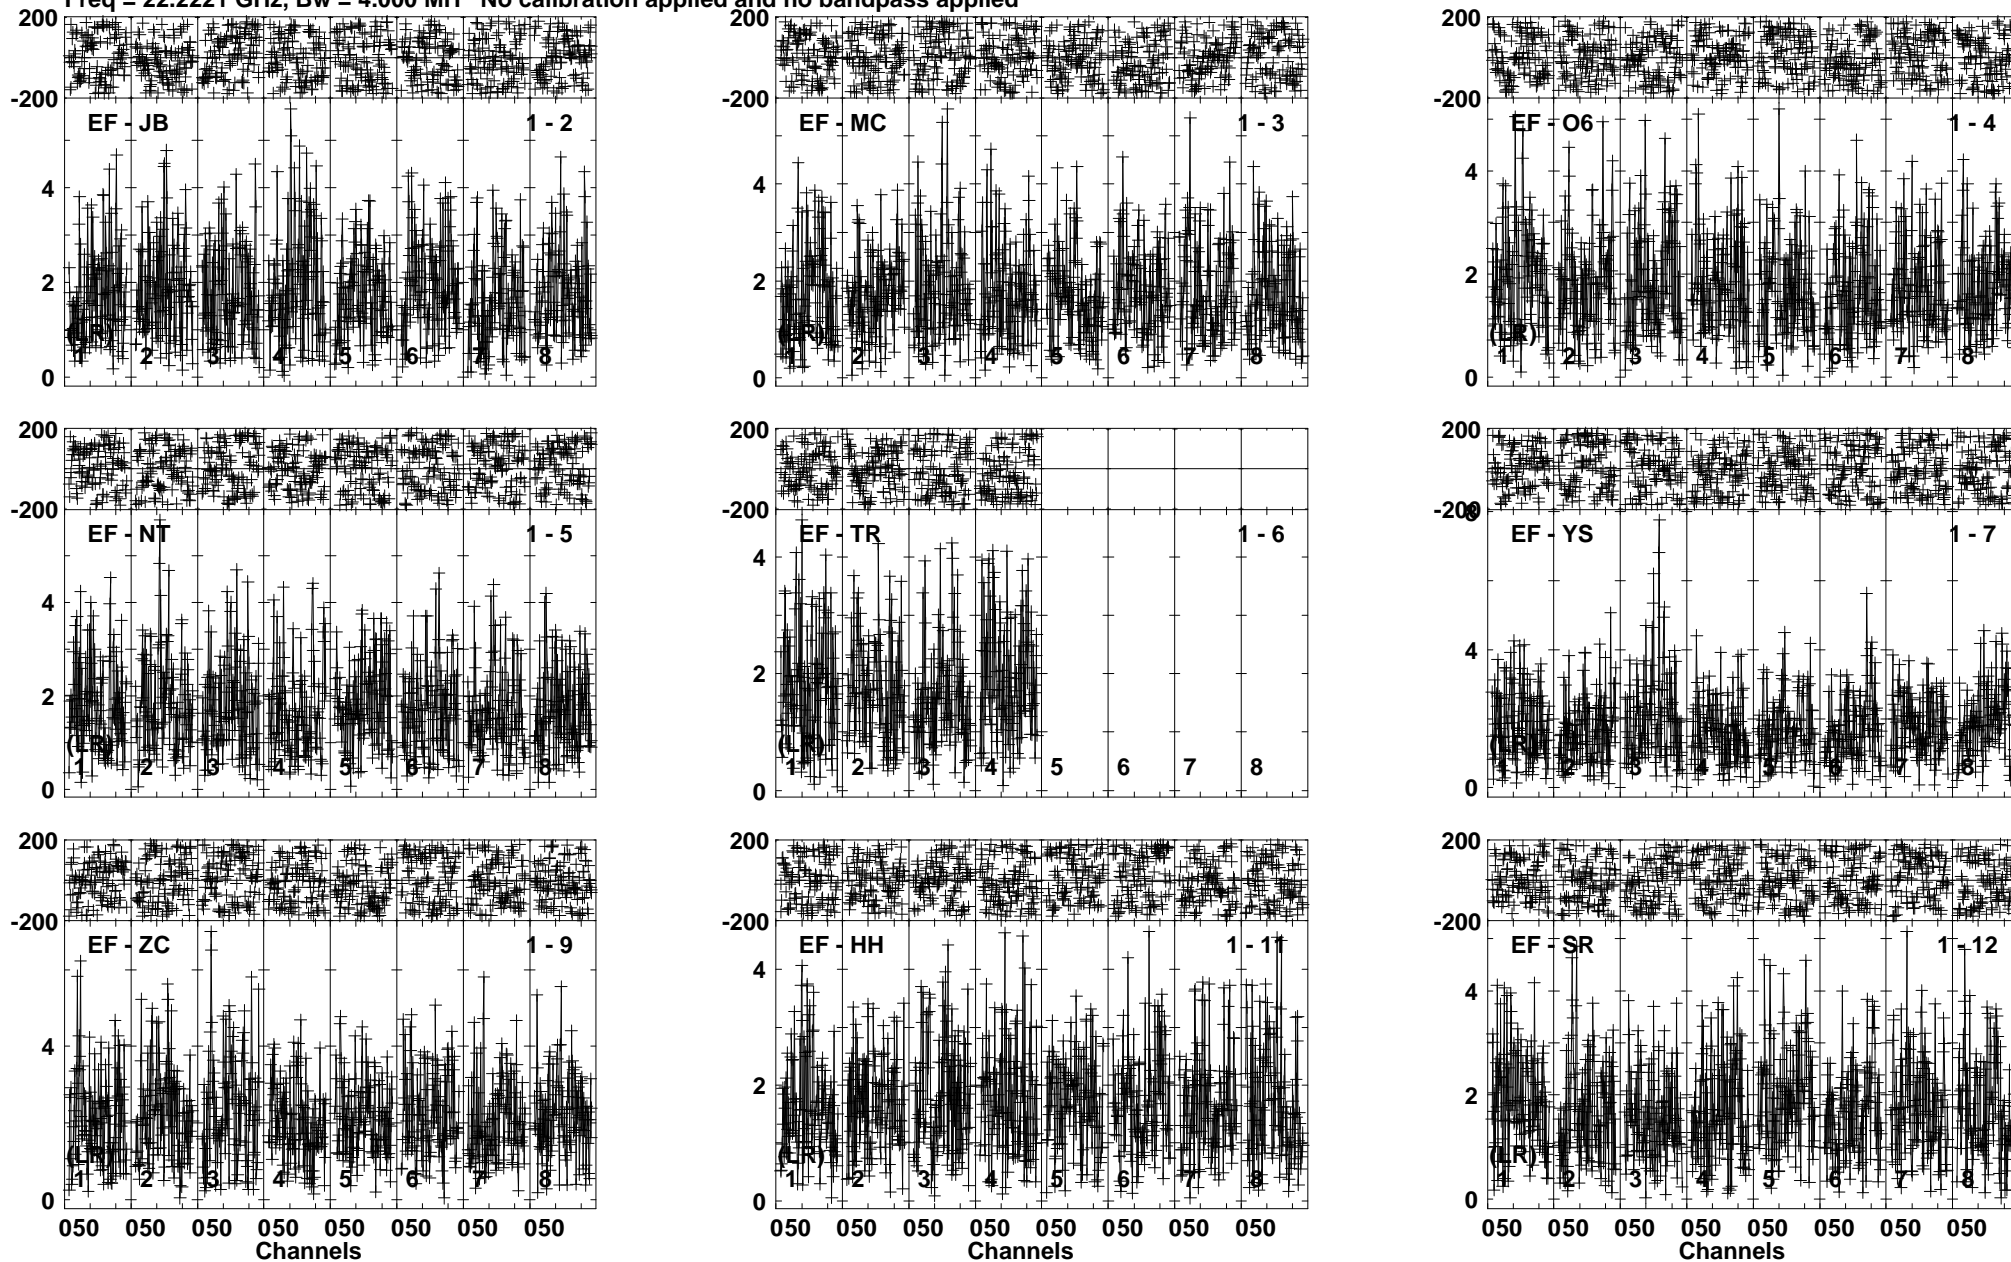 Freq = 22.2221 GHz, Bw = 4.000 MH No calibration applied and no bandpass applied
200 200 200
-200 -200 -200
EF - JB 1 - 2 EF - MC 1 - 3 EF - O6 1 - 4
4 4 4
2 2 2
(LR) (LR) (LR)
1 2 3 4 5 6 7 8 1 2 3 4 5 6 7 8 1 2 3 4 5 6 7 8
0 0 0
200 200 200
-200 -200 -200
8
EF - NT 1 - 5 EF - TR 1 - 6 EF - YS 1 - 7
4 4 4
2 2
(LR) (LR) (LR)
1 2 3 4 5 6 7 8 1 2 3 4 5 6 7 8 1 2 3 4 5 6 7 8
0 0 0
200 200 200
-200 -200 -200
EF - ZC 1 - 9 EF - HH 1 - 11 EF - SR 1 - 12
4 4 4
2 2
(LR) (LR) (LR)
1 2 3 4 5 6 7 8 1 2 3 4 5 6 7 8 1 2 3 4 5 6 7 8
0 0 0
050 050 050 050 050 050 050 050 050 050 050 050 050 050 050 050 050 050 050 050 050 050 050 050
Channels Channels Channels